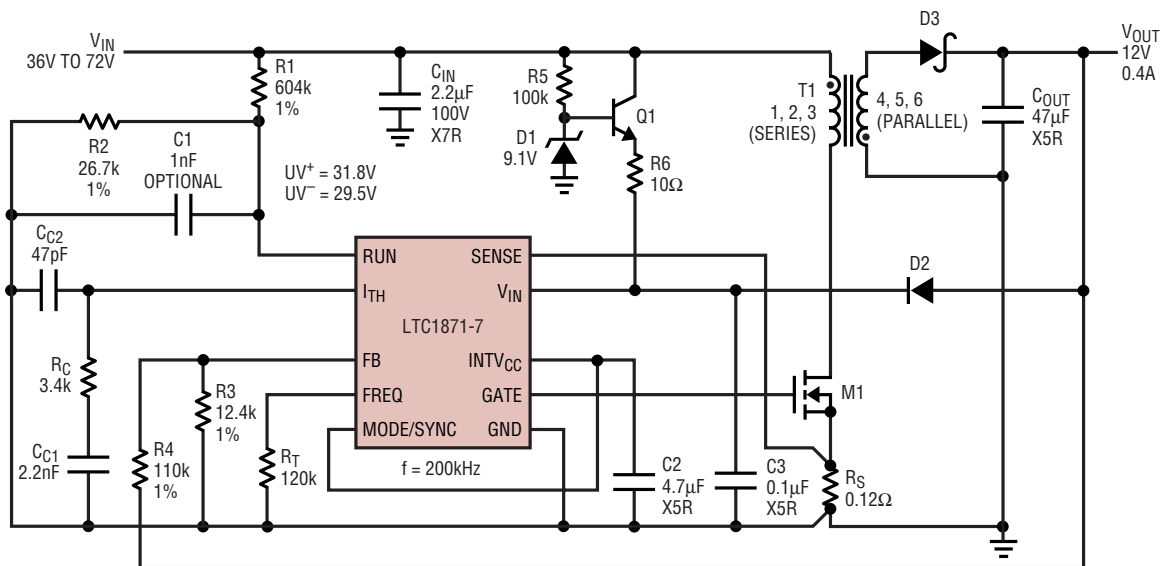 V_IN
36V TO 72V
R1
604k
1%
R2
26.7k
1%
C1
1nF
OPTIONAL
UV+ = 31.8V
UV– = 29.5V
C_IN
2.2µF
100V
X7R
R5
100k
D1
9.1V
Q1
R6
10Ω
T1
1, 2, 3
(SERIES)
4, 5, 6
(PARALLEL)
D3
V_OUT
12V
0.4A
C_OUT
47µF
X5R
C_C2
47pF
R_C
3.4k
C_C1
2.2nF
R4
110k
1%
R3
12.4k
1%
R_T
120k
RUN
I_TH
FB
FREQ
MODE/SYNC
LTC1871-7
SENSE
V_IN
INTV_CC
GATE
GND
f = 200kHz
D2
M1
C2
4.7µF
X5R
C3
0.1µF
X5R
R_S
0.12Ω